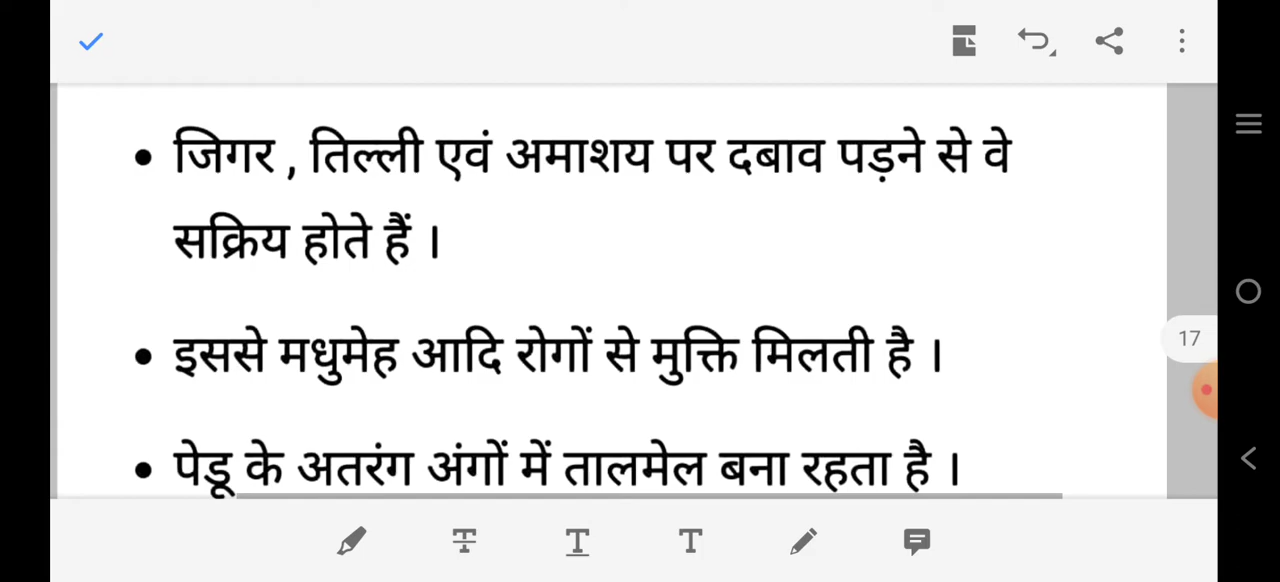 • जिगर , तिल्ली एवं अमाशय पर दबाव पड़ने से वे
सक्रिय होते हैं ।
• इससे मधुमेह आदि रोगों से मुक्ति मिलती है ।
17
• पेडू के अतरंग अंगों में तालमेल बना रहता है ।